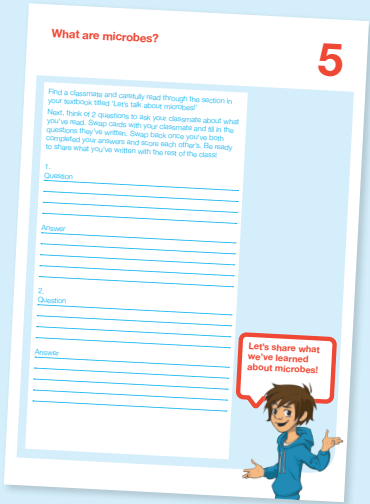 What are microbes?
5
Find a classmate and carefully read through the section in
your textbook titled 'Let's talk about microbes!'
Next, think of 2 questions to ask your classmate about what
you've read. Swap cards with your classmate and fill in the
questions they've written. Swap back once you've both
completed your answers and score each other's. Be ready
to share what you've written with the rest of the class!
1.
Question
Answer
2.
Question
Answer
Let's share what
we've learned
about microbes!